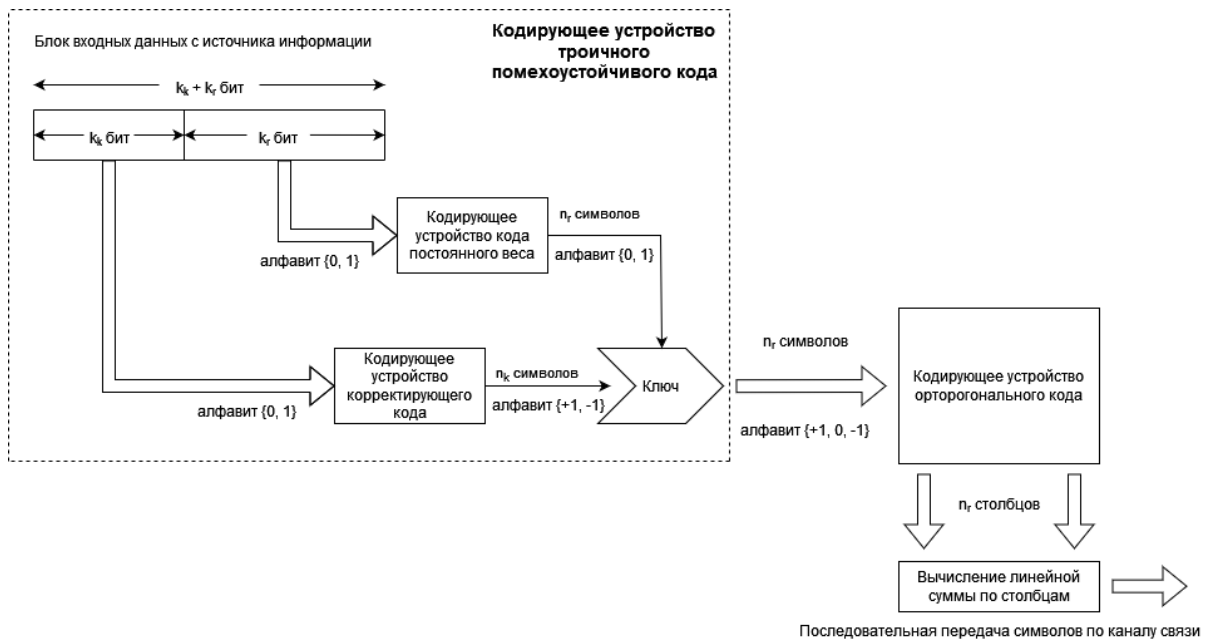 Блок входных данных с источника информации
Кодирующее устройство
троичного
помехоустойчивого кода
kₖ + kᵣ бит
kₖ бит
kᵣ бит
Кодирующее
устройство кода
постоянного веса
nᵣ символов
алфавит {0, 1}
алфавит {0, 1}
Кодирующее
устройство
корректирующего
кода
nₖ символов
алфавит {+1, -1}
алфавит {0, 1}
Ключ
nᵣ символов
алфавит {+1, 0, -1}
Кодирующее устройство
орторогонального кода
nᵣ столбцов
Вычисление линейной
суммы по столбцам
Последовательная передача символов по каналу связи